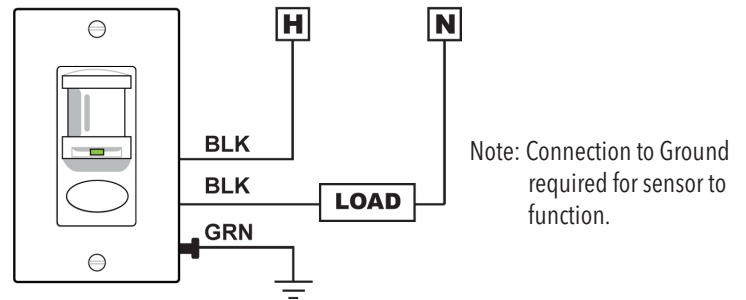 H
N
BLK
BLK
LOAD
GRN
Note: Connection to Ground
required for sensor to
function.